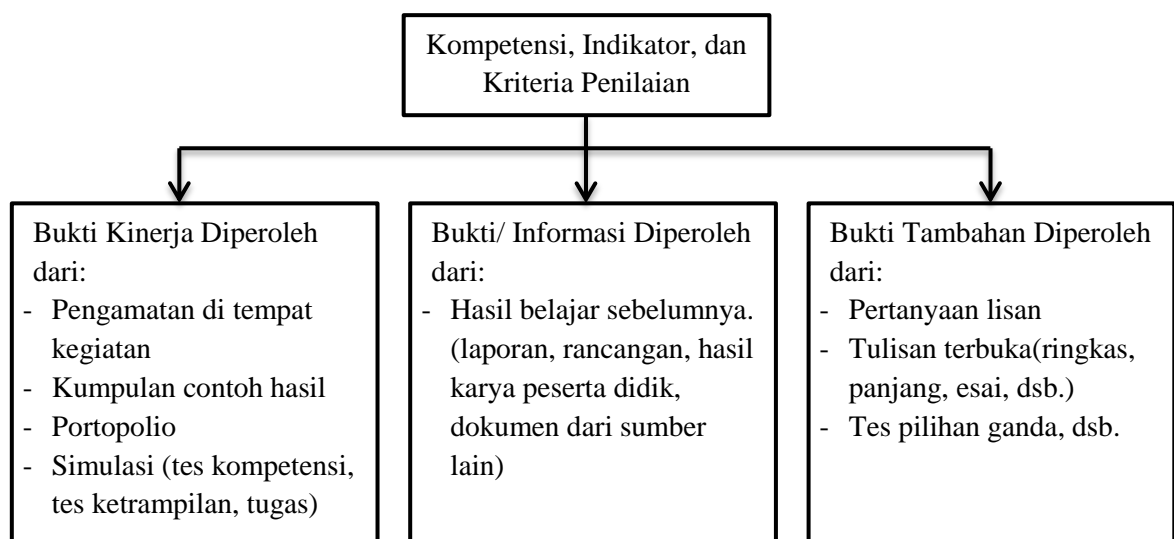 Kompetensi, Indikator, dan
Kriteria Penilaian
Bukti Kinerja Diperoleh
dari:
- Pengamatan di tempat
kegiatan
- Kumpulan contoh hasil
- Portopolio
- Simulasi (tes kompetensi,
tes ketrampilan, tugas)
Bukti/ Informasi Diperoleh
dari:
- Hasil belajar sebelumnya.
(laporan, rancangan, hasil
karya peserta didik,
dokumen dari sumber
lain)
Bukti Tambahan Diperoleh
dari:
- Pertanyaan lisan
- Tulisan terbuka(ringkas,
panjang, esai, dsb.)
- Tes pilihan ganda, dsb.